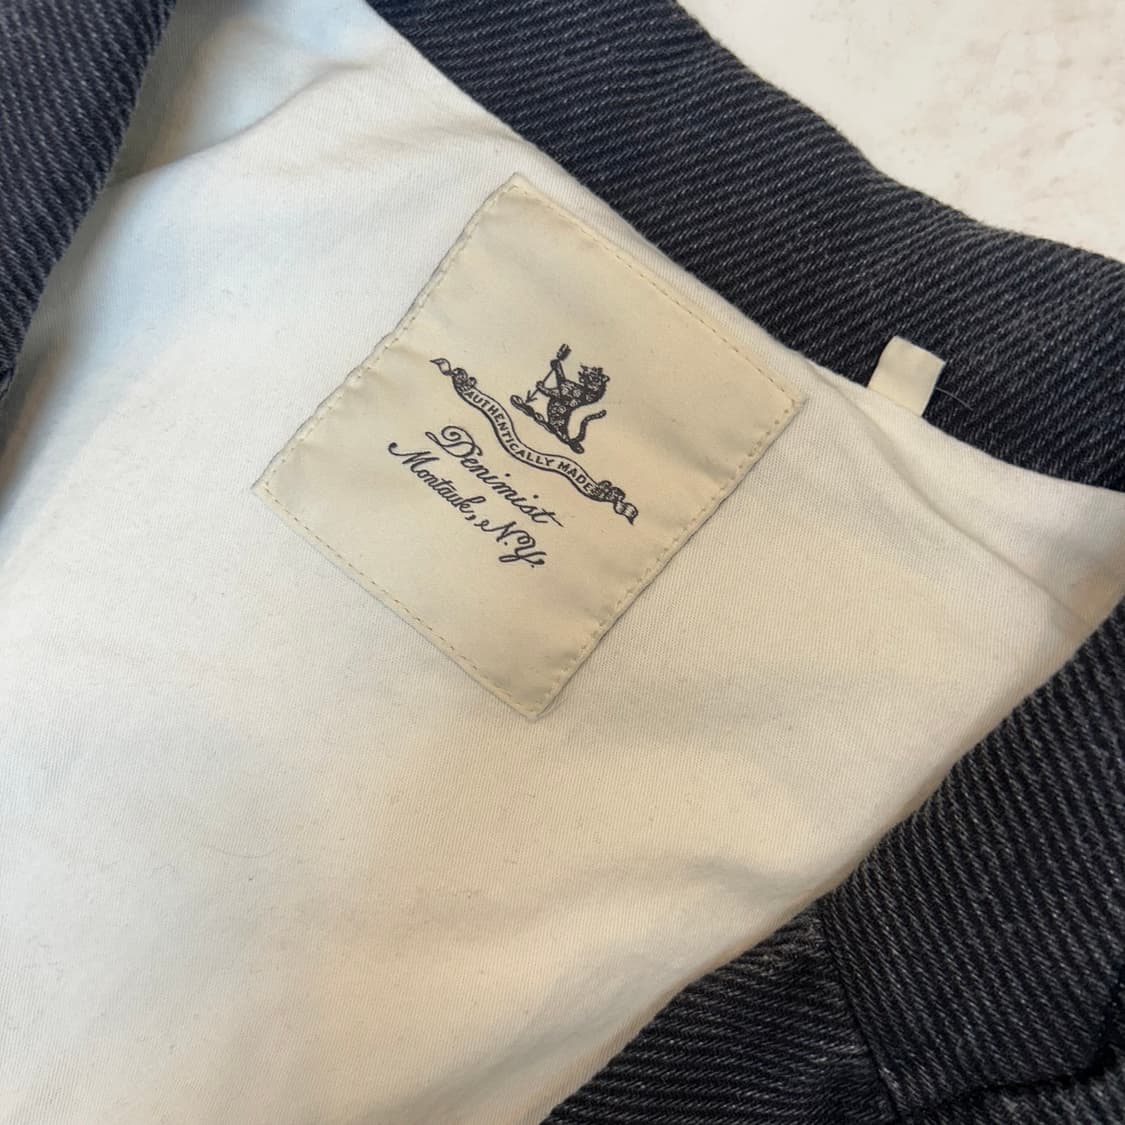 AUTHENTICALLY MADE
Denimist
Montauk, N.Y.